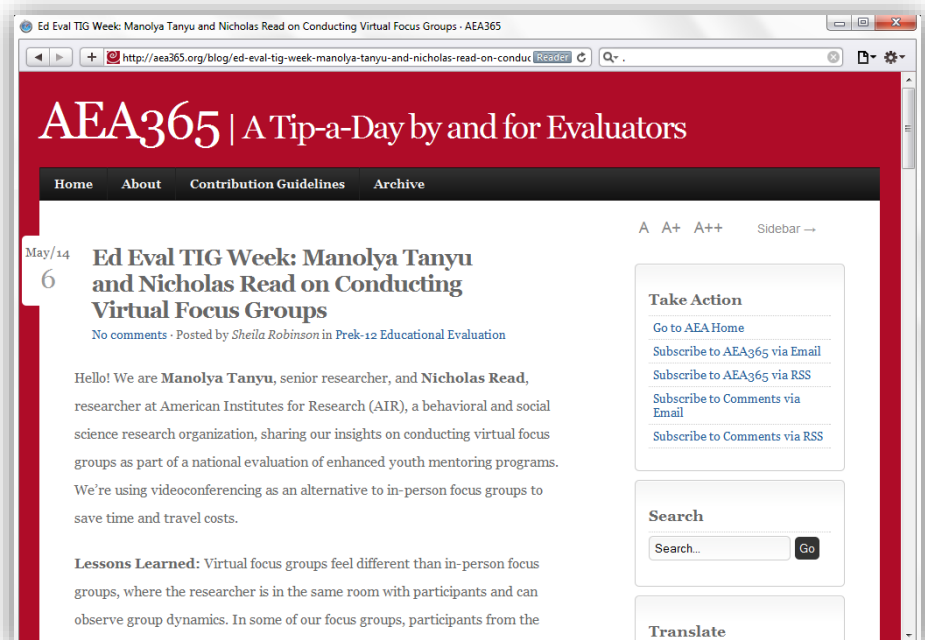 Ed Eval TIG Week: Manolya Tanyu and Nicholas Read on Conducting Virtual Focus Groups · AEA365
http://aea365.org/blog/ed-eval-tig-week-manolya-tanyu-and-nicholas-read-on-conduc Reader
AEA365 | A Tip-a-Day by and for Evaluators
Home About Contribution Guidelines Archive
A A+ A++ Sidebar →
May/14
6
Ed Eval TIG Week: Manolya Tanyu
and Nicholas Read on Conducting
Virtual Focus Groups
No comments · Posted by Sheila Robinson in Prek-12 Educational Evaluation
Hello! We are Manolya Tanyu, senior researcher, and Nicholas Read,
researcher at American Institutes for Research (AIR), a behavioral and social
science research organization, sharing our insights on conducting virtual focus
groups as part of a national evaluation of enhanced youth mentoring programs.
We're using videoconferencing as an alternative to in-person focus groups to
save time and travel costs.
Lessons Learned: Virtual focus groups feel different than in-person focus
groups, where the researcher is in the same room with participants and can
observe group dynamics. In some of our focus groups, participants from the
Take Action
Go to AEA Home
Subscribe to AEA365 via Email
Subscribe to AEA365 via RSS
Subscribe to Comments via
Email
Subscribe to Comments via RSS
Search
Search... Go
Translate